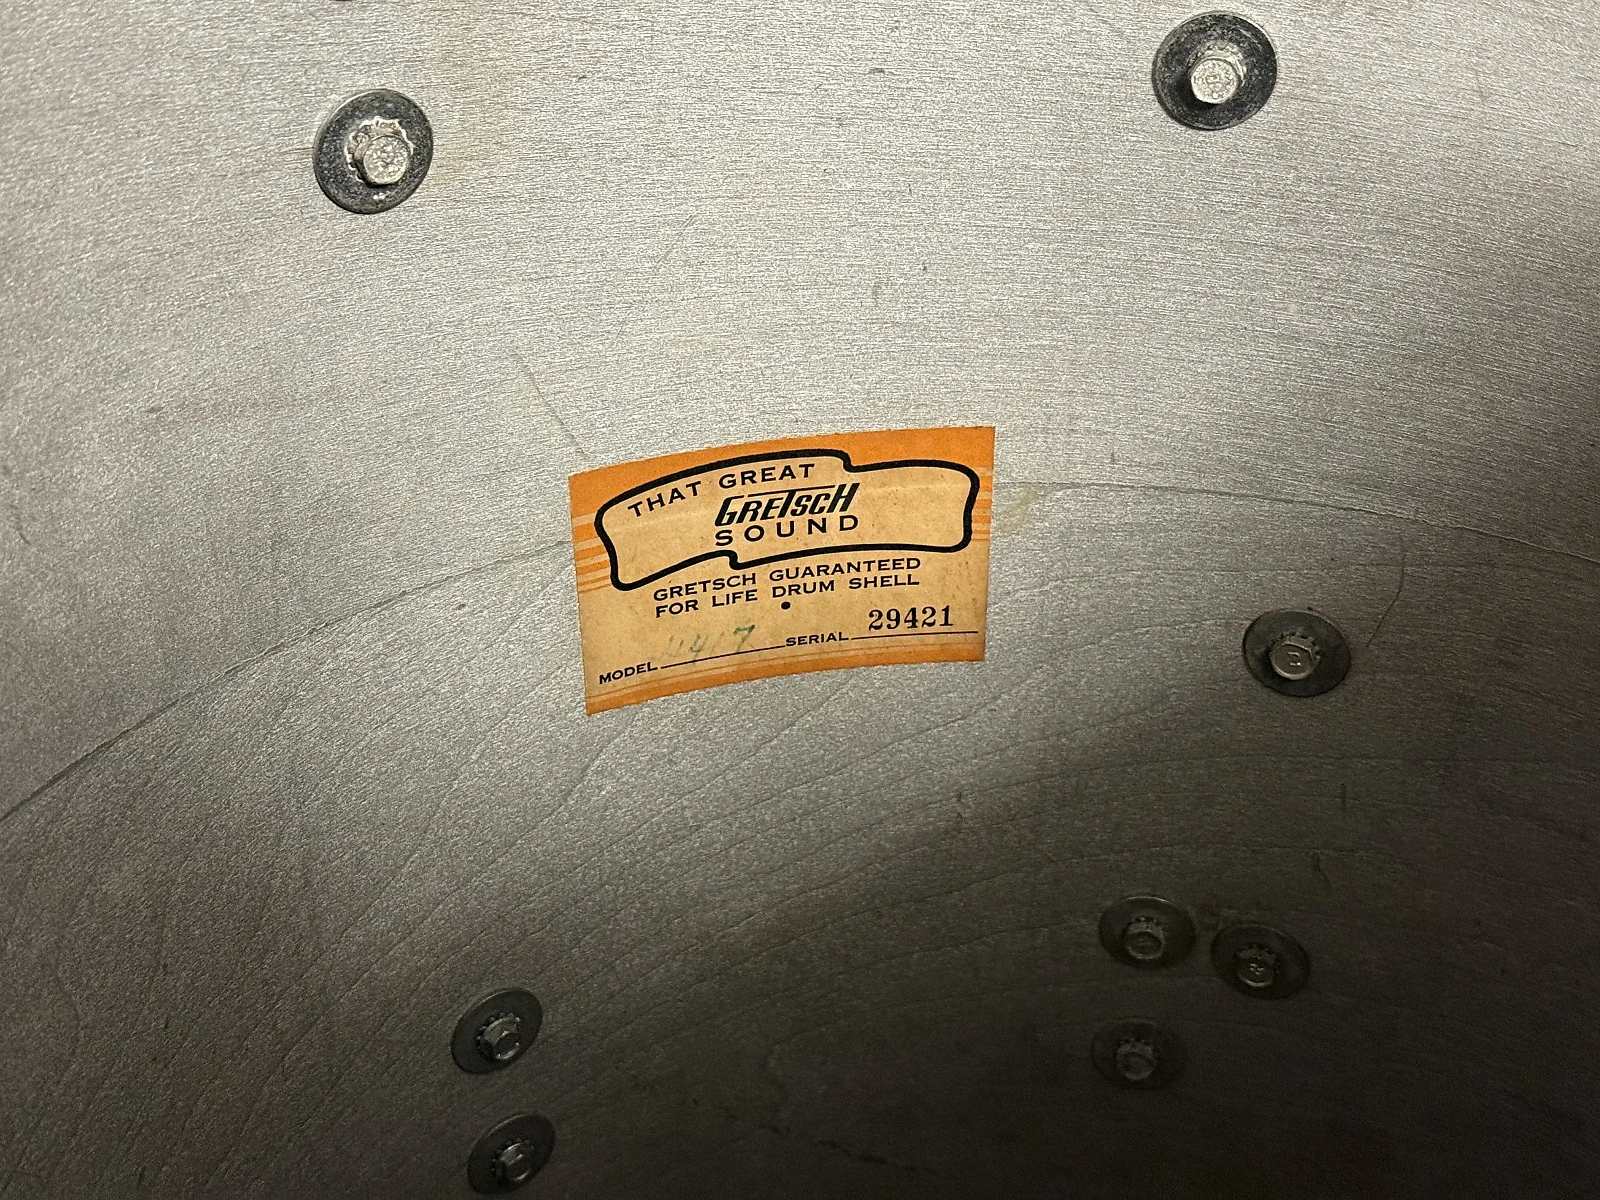 THAT GREAT
GRETSCH
SOUND
GRETSCH GUARANTEED
FOR LIFE DRUM SHELL
MODEL 4417 SERIAL 29421